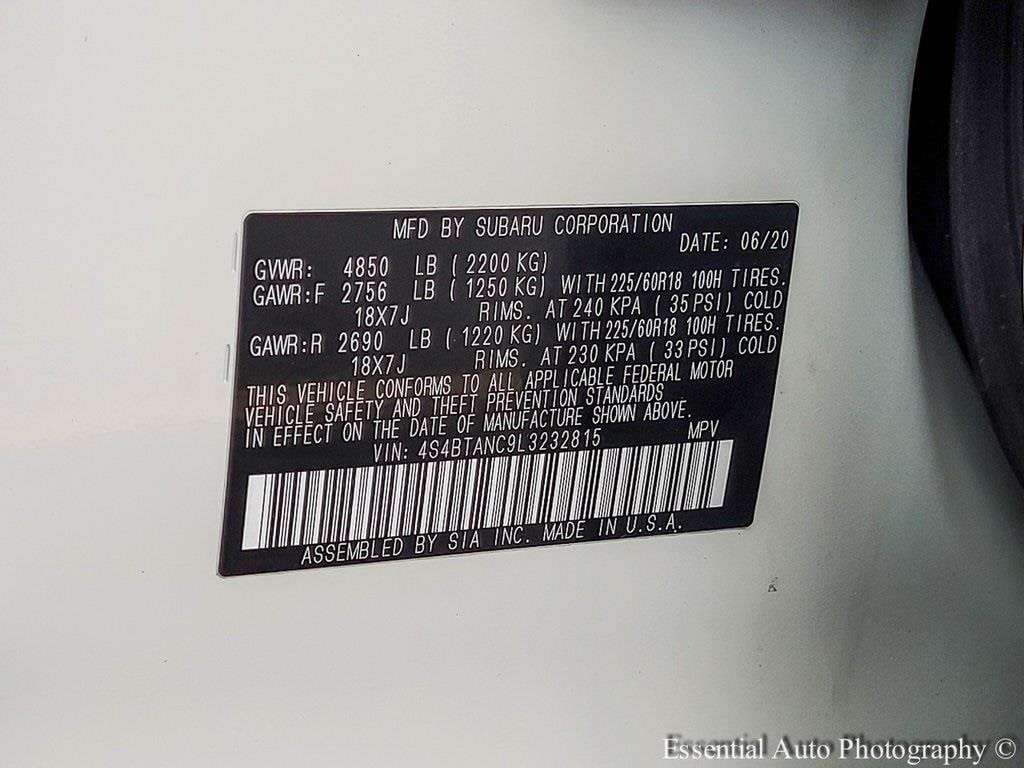 MFD BY SUBARU CORPORATION
DATE: 06/20
GVWR: 4850 LB ( 2200 KG)
GAWR:F 2756 LB ( 1250 KG) WITH 225/60R18 100H TIRES.
18X7J RIMS. AT 240 KPA ( 35 PSI) COLD
GAWR:R 2690 LB ( 1220 KG) WITH 225/60R18 100H TIRES.
18X7J RIMS. AT 230 KPA ( 33 PSI) COLD
THIS VEHICLE CONFORMS TO ALL APPLICABLE FEDERAL MOTOR
VEHICLE SAFETY AND THEFT PREVENTION STANDARDS
IN EFFECT ON THE DATE OF MANUFACTURE SHOWN ABOVE.
VIN: 4S4BTANC9L3232815 MPV
ASSEMBLED BY SIA INC. MADE IN U.S.A.
Essential Auto Photography ©